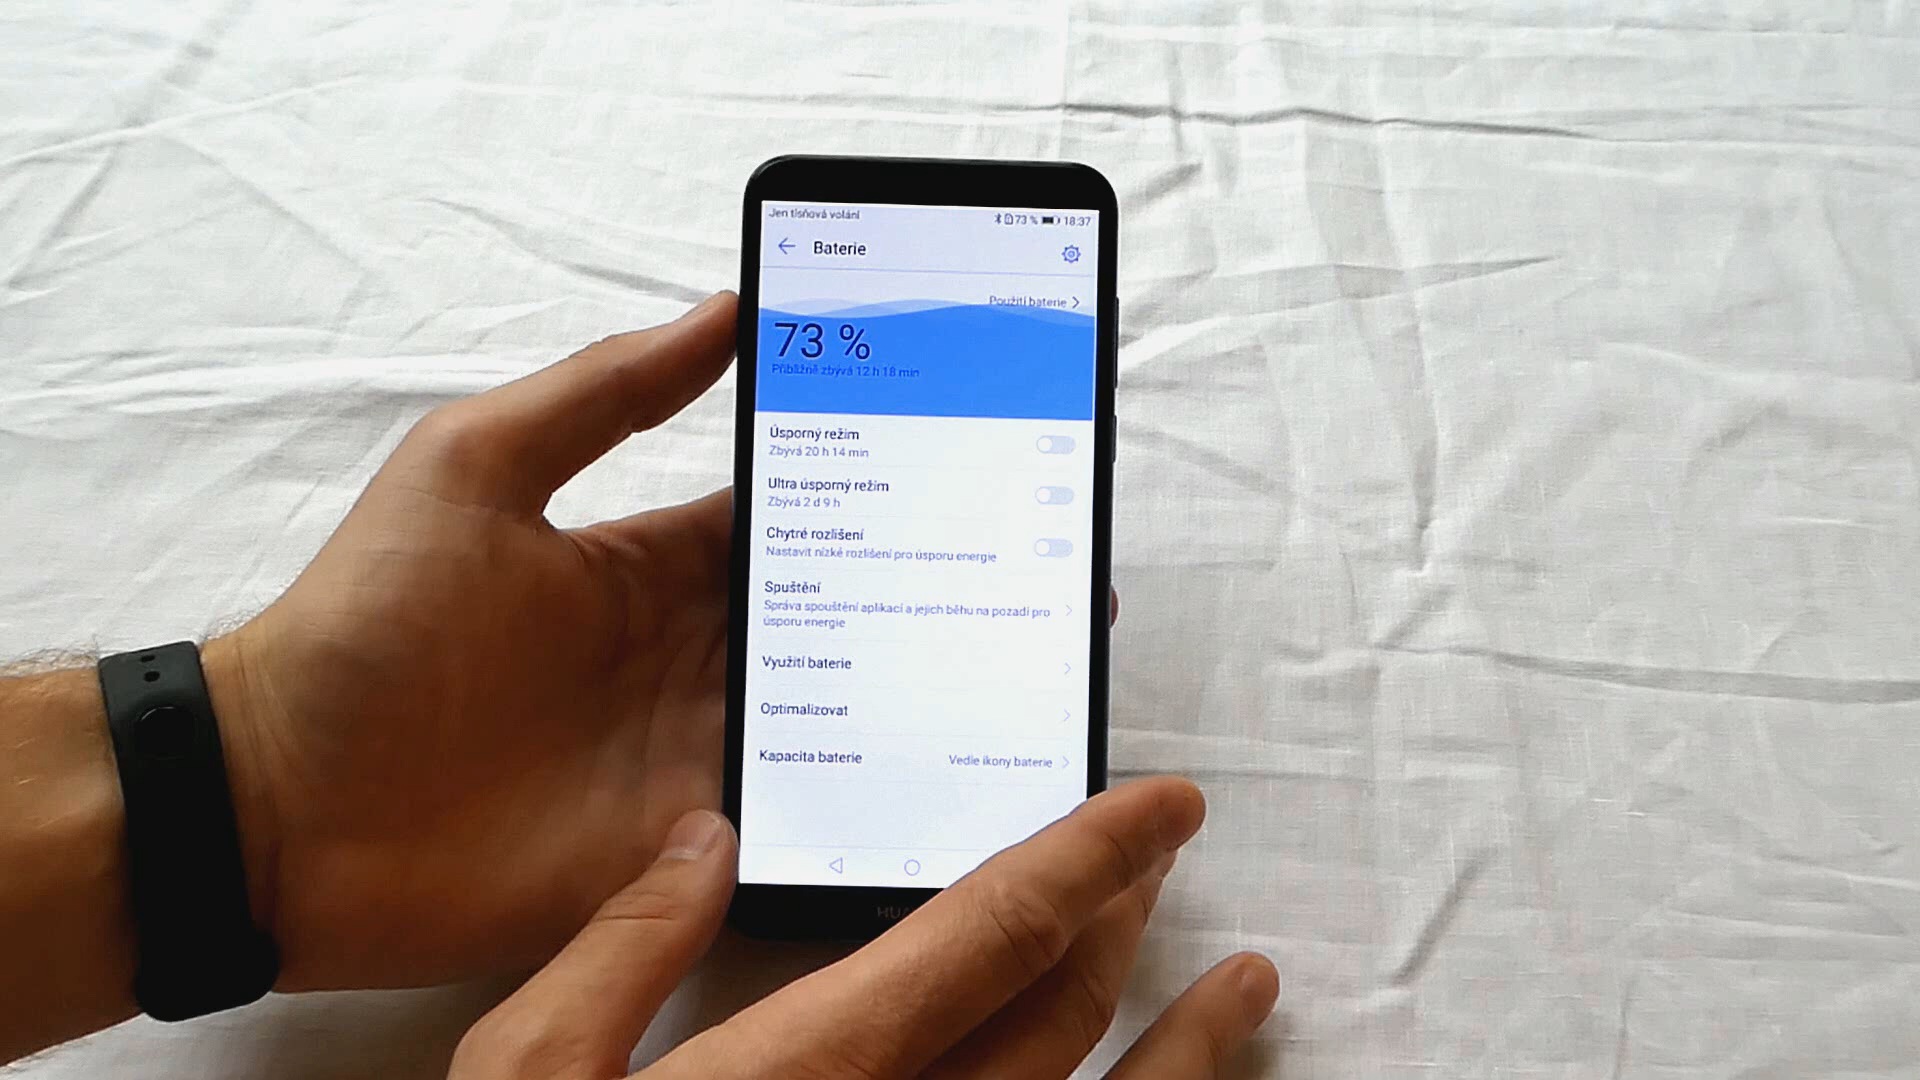 Jen tísňová volání
73 % 18:37
Baterie
Použití baterie
73 %
Přibližně zbývá 12 h 18 min
Úsporný režim
Zbývá 20 h 14 min
Ultra úsporný režim
Zbývá 2 d 9 h
Chytré rozlišení
Nastavit nízké rozlišení pro úsporu energie
Spuštění
Správa spouštění aplikací a jejich běhu na pozadí pro
úsporu energie
Využití baterie
Optimalizovat
Kapacita baterie
Vedle ikony baterie